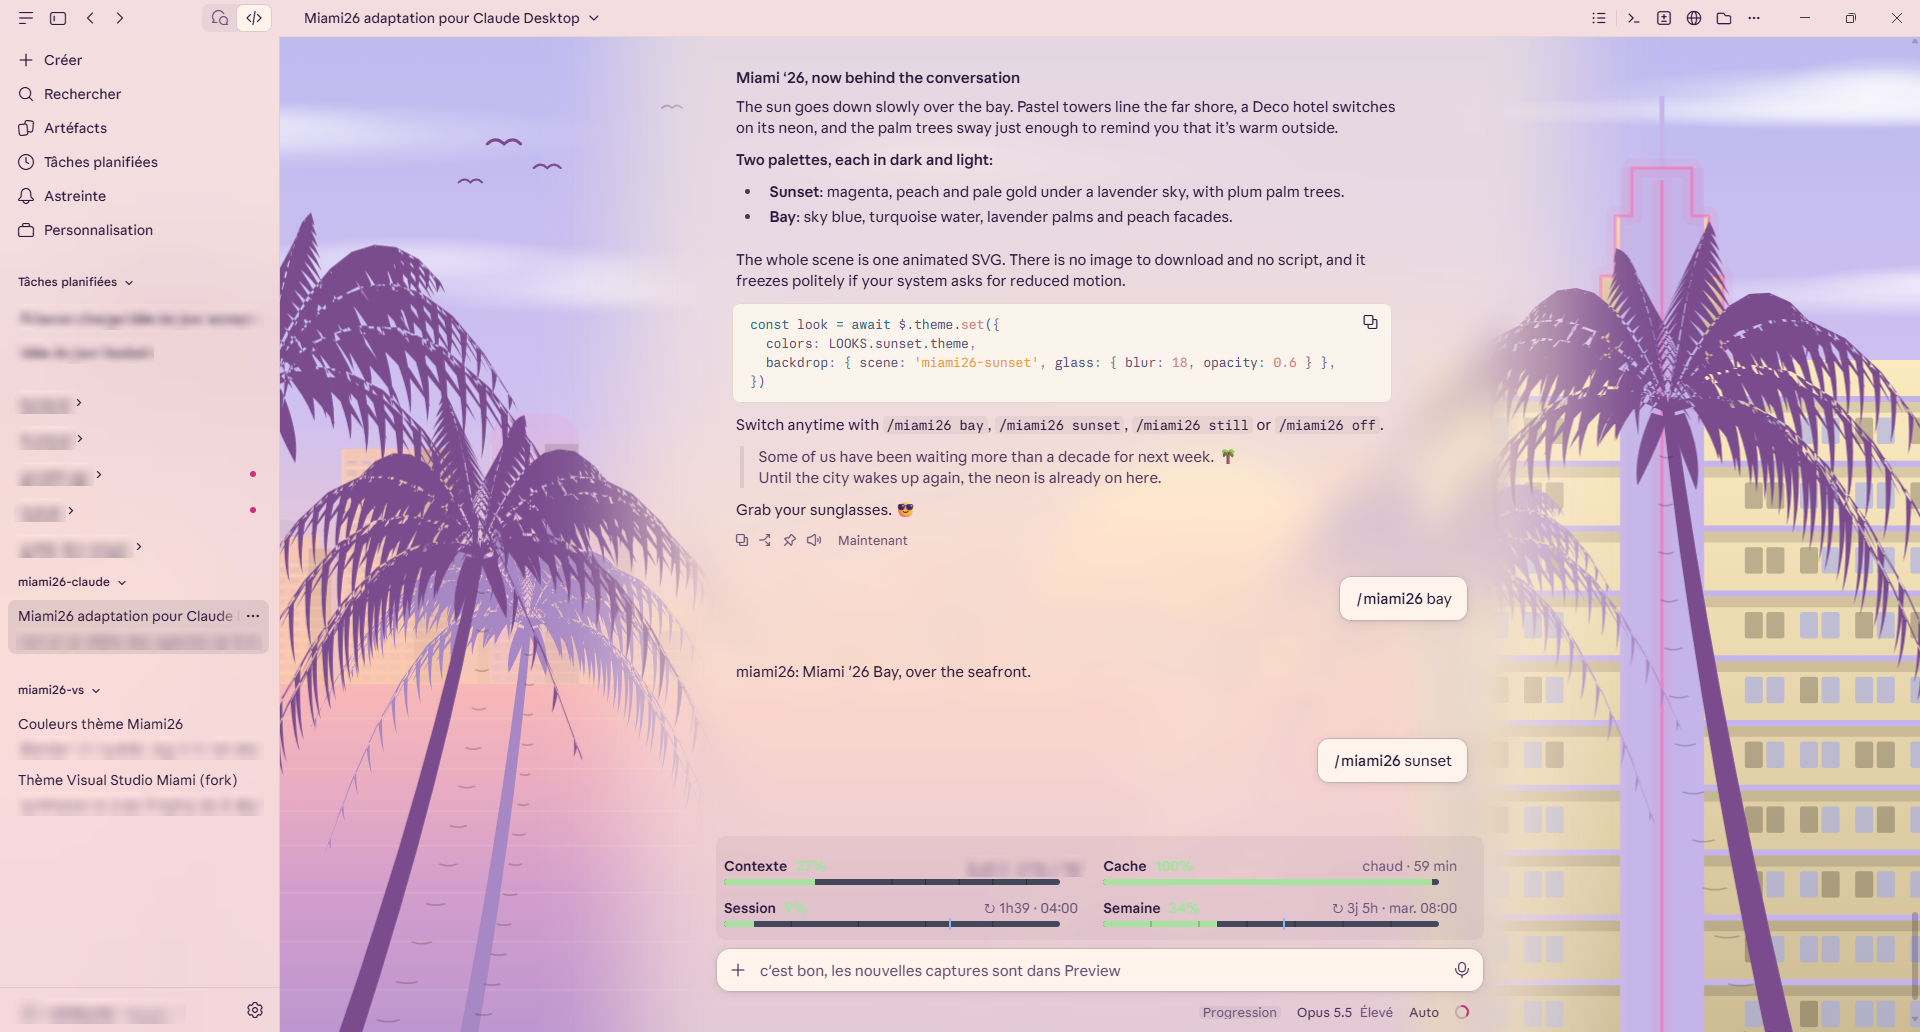 Miami26 adaptation pour Claude Desktop
Créer
Rechercher
Artéfacts
Tâches planifiées
Astreinte
Personnalisation
Tâches planifiées
miami26-claude
Miami26 adaptation pour Claude
miami26-vs
Couleurs thème Miami26
Thème Visual Studio Miami (fork)
Miami ‘26, now behind the conversation
The sun goes down slowly over the bay. Pastel towers line the far shore, a Deco hotel switches
on its neon, and the palm trees sway just enough to remind you that it’s warm outside.
Two palettes, each in dark and light:
• Sunset: magenta, peach and pale gold under a lavender sky, with plum palm trees.
• Bay: sky blue, turquoise water, lavender palms and peach facades.
The whole scene is one animated SVG. There is no image to download and no script, and it
freezes politely if your system asks for reduced motion.
const look = await $.theme.set({
colors: LOOKS.sunset.theme,
backdrop: { scene: 'miami26-sunset', glass: { blur: 18, opacity: 0.6 } },
})
Switch anytime with /miami26 bay, /miami26 sunset, /miami26 still or /miami26 off.
Some of us have been waiting more than a decade for next week. 🌴
Until the city wakes up again, the neon is already on here.
Grab your sunglasses. 😎
Maintenant
/miami26 bay
miami26: Miami '26 Bay, over the seafront.
/miami26 sunset
Contexte 27%
Cache 100% chaud · 59 min
Session 9% ↻ 1h39 · 04:00
Semaine 34% ↻ 3j 5h · mar. 08:00
c'est bon, les nouvelles captures sont dans Preview
Progression Opus 5.5 Élevé Auto